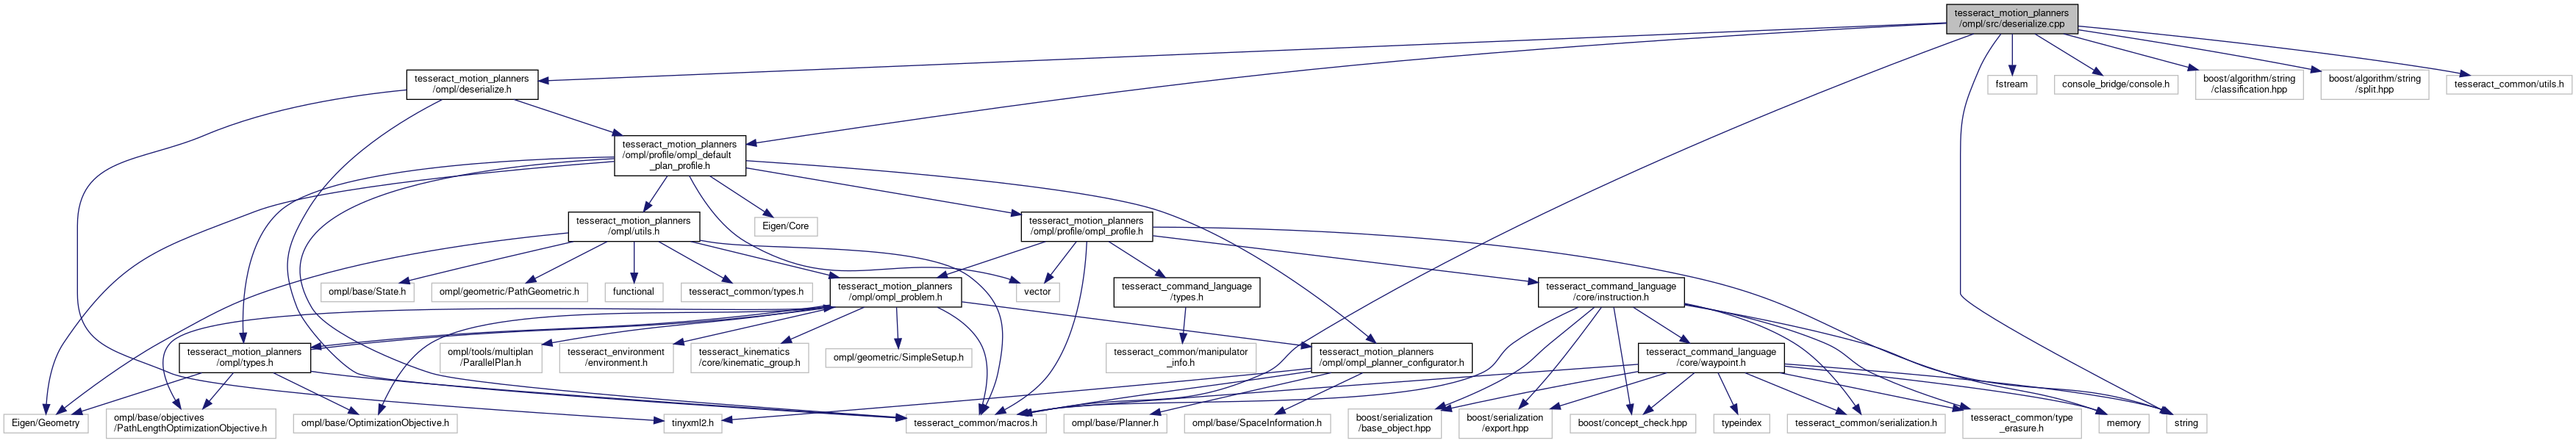 tesseract_motion_planners
/ompl/src/deserialize.cpp
tesseract_motion_planners
/ompl/deserialize.h
fstream
console_bridge/console.h
boost/algorithm/string
/classification.hpp
boost/algorithm/string
/split.hpp
tesseract_common/utils.h
tesseract_motion_planners
/ompl/profile/ompl_default
_plan_profile.h
tesseract_motion_planners
/ompl/utils.h
Eigen/Core
tesseract_motion_planners
/ompl/profile/ompl_profile.h
ompl/base/State.h
ompl/geometric/PathGeometric.h
functional
tesseract_common/types.h
tesseract_motion_planners
/ompl/ompl_problem.h
vector
tesseract_command_language
/types.h
tesseract_command_language
/core/instruction.h
tesseract_motion_planners
/ompl/types.h
ompl/tools/multiplan
/ParallelPlan.h
tesseract_environment
/environment.h
tesseract_kinematics
/core/kinematic_group.h
ompl/geometric/SimpleSetup.h
tesseract_common/manipulator
_info.h
tesseract_motion_planners
/ompl/ompl_planner_configurator.h
tesseract_command_language
/core/waypoint.h
Eigen/Geometry
ompl/base/objectives
/PathLengthOptimizationObjective.h
ompl/base/OptimizationObjective.h
tinyxml2.h
tesseract_common/macros.h
ompl/base/Planner.h
ompl/base/SpaceInformation.h
boost/serialization
/base_object.hpp
boost/serialization
/export.hpp
boost/concept_check.hpp
typeindex
tesseract_common/serialization.h
tesseract_common/type
_erasure.h
memory
string